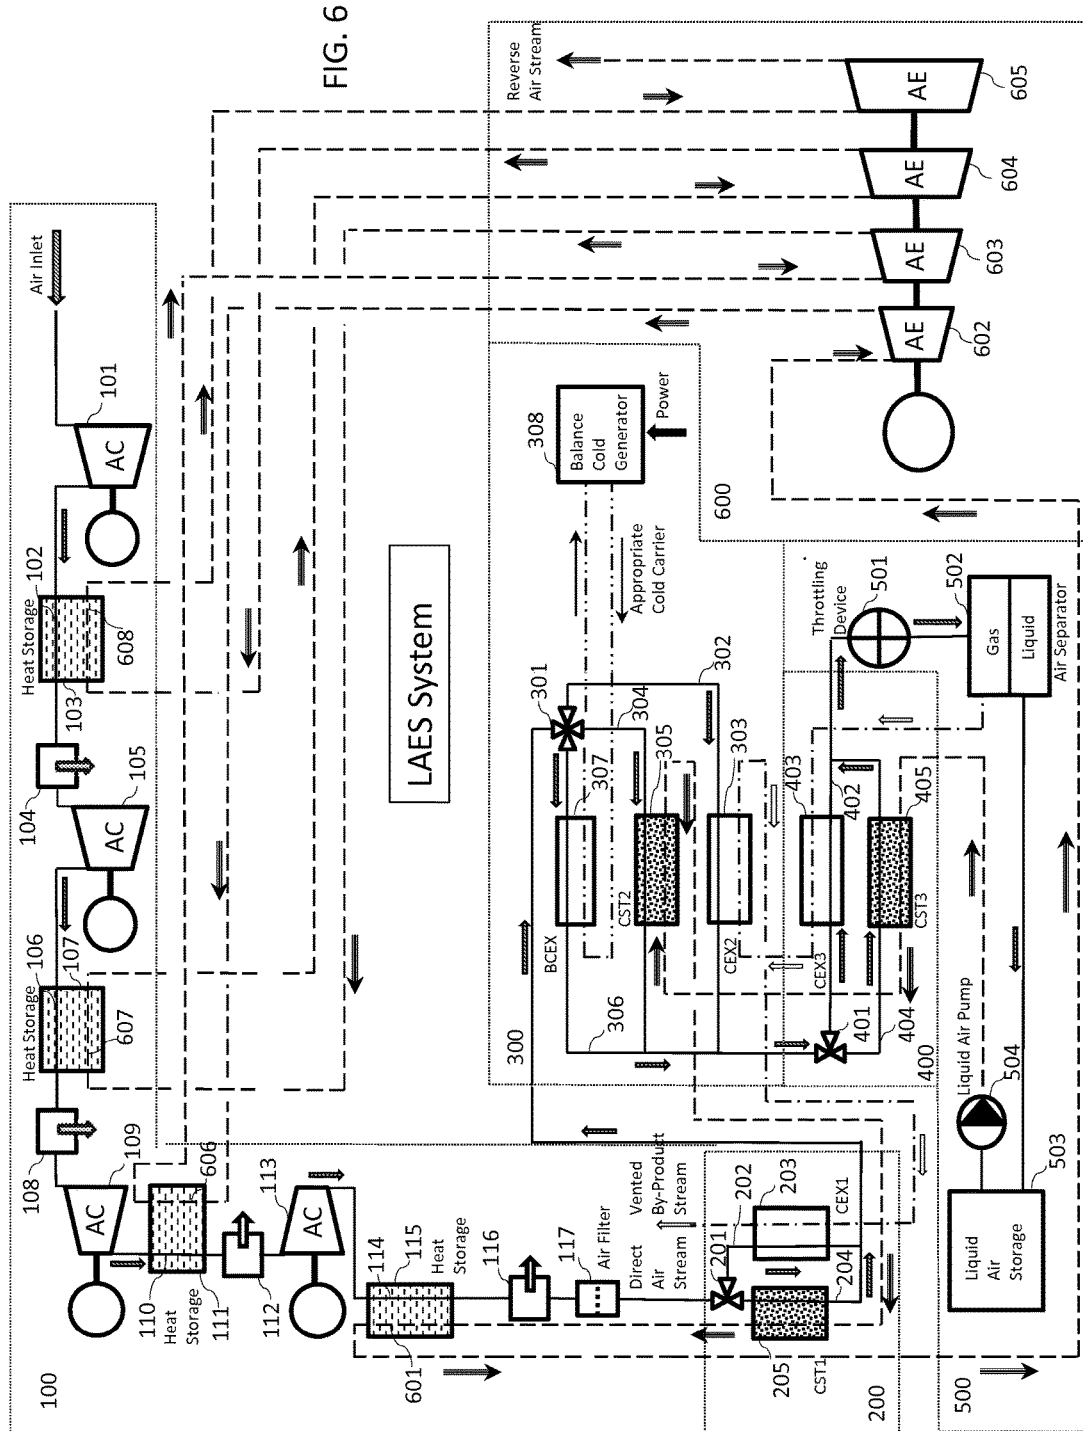 FIG. 6
LAES System
100
Air Inlet
AC
101
Heat Storage
102
103
608
104
AC
105
Heat Storage
106
107
607
108
AC
109
110
Heat
Storage
111
606
112
AC
113
114
115
Heat
Storage
601
116
117
Air Filter
Direct
Air
Stream
Vented
By-Product
Stream
200
201
202
203
CEX1
204
205
CST1
300
301
302
303
304
305
306
307
BCEX
CST2
CEX2
308
Balance
Cold
Generator
Power
Appropriate
Cold Carrier
400
401
402
403
404
405
CEX3
CST3
500
Throttling
Device
501
502
Gas
Liquid
Air Separator
503
Liquid
Air
Storage
504
Liquid Air Pump
600
Reverse
Air Stream
AE
602
AE
603
AE
604
AE
605